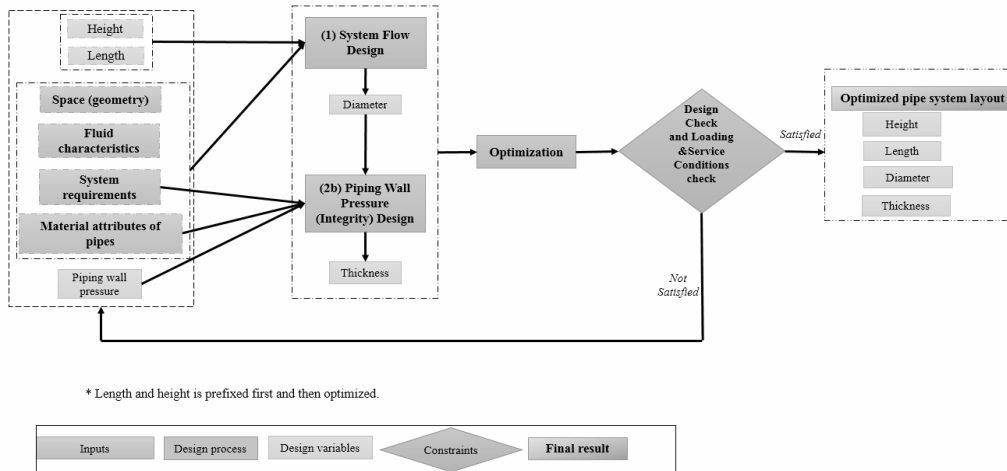 Height
Length
Space (geometry)
Fluid
characteristics
System
requirements
Material attributes of
pipes
Piping wall
pressure
(1) System Flow
Design
Diameter
(2b) Piping Wall
Pressure
(Integrity) Design
Thickness
Optimization
Design
Check
and Loading
&Service
Conditions
check
Satisfied
Not
Satisfied
Optimized pipe system layout
Height
Length
Diameter
Thickness
* Length and height is prefixed first and then optimized.
Inputs
Design process
Design variables
Constraints
Final result